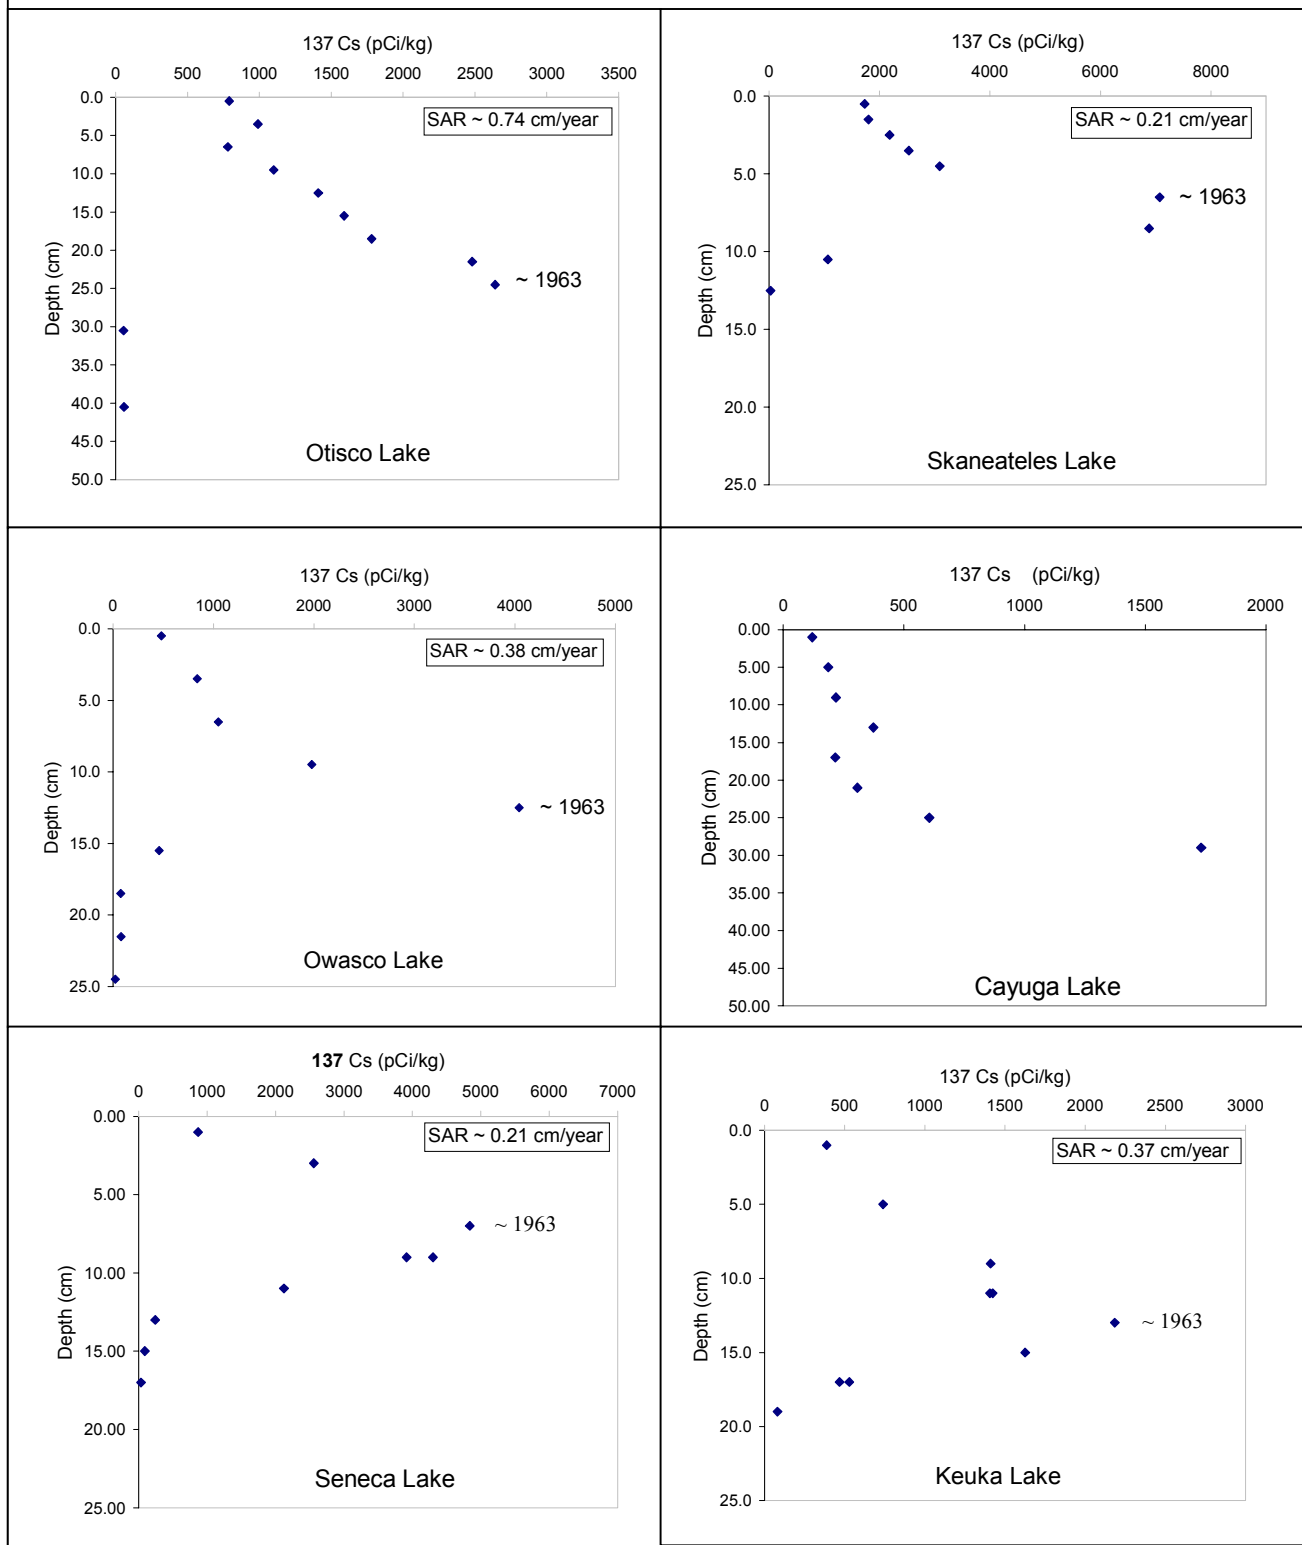 137 Cs (pCi/kg)
0 500 1000 1500 2000 2500 3000 3500
SAR ~ 0.74 cm/year
0.0
5.0
10.0
15.0
20.0
25.0
30.0
35.0
40.0
45.0
50.0
Depth (cm)
~ 1963
Otisco Lake
137 Cs (pCi/kg)
0 2000 4000 6000 8000
SAR ~ 0.21 cm/year
0.0
5.0
10.0
15.0
20.0
25.0
Depth (cm)
~ 1963
Skaneateles Lake
137 Cs (pCi/kg)
0 1000 2000 3000 4000 5000
SAR ~ 0.38 cm/year
0.0
5.0
10.0
15.0
20.0
25.0
Depth (cm)
~ 1963
Owasco Lake
137 Cs (pCi/kg)
0 500 1000 1500 2000
0.00
5.00
10.00
15.00
20.00
25.00
30.00
35.00
40.00
45.00
50.00
Depth (cm)
Cayuga Lake
137 Cs (pCi/kg)
0 1000 2000 3000 4000 5000 6000 7000
SAR ~ 0.21 cm/year
0.00
5.00
10.00
15.00
20.00
25.00
Depth (cm)
~ 1963
Seneca Lake
137 Cs (pCi/kg)
0 500 1000 1500 2000 2500 3000
SAR ~ 0.37 cm/year
0.0
5.0
10.0
15.0
20.0
25.0
Depth (cm)
~ 1963
Keuka Lake